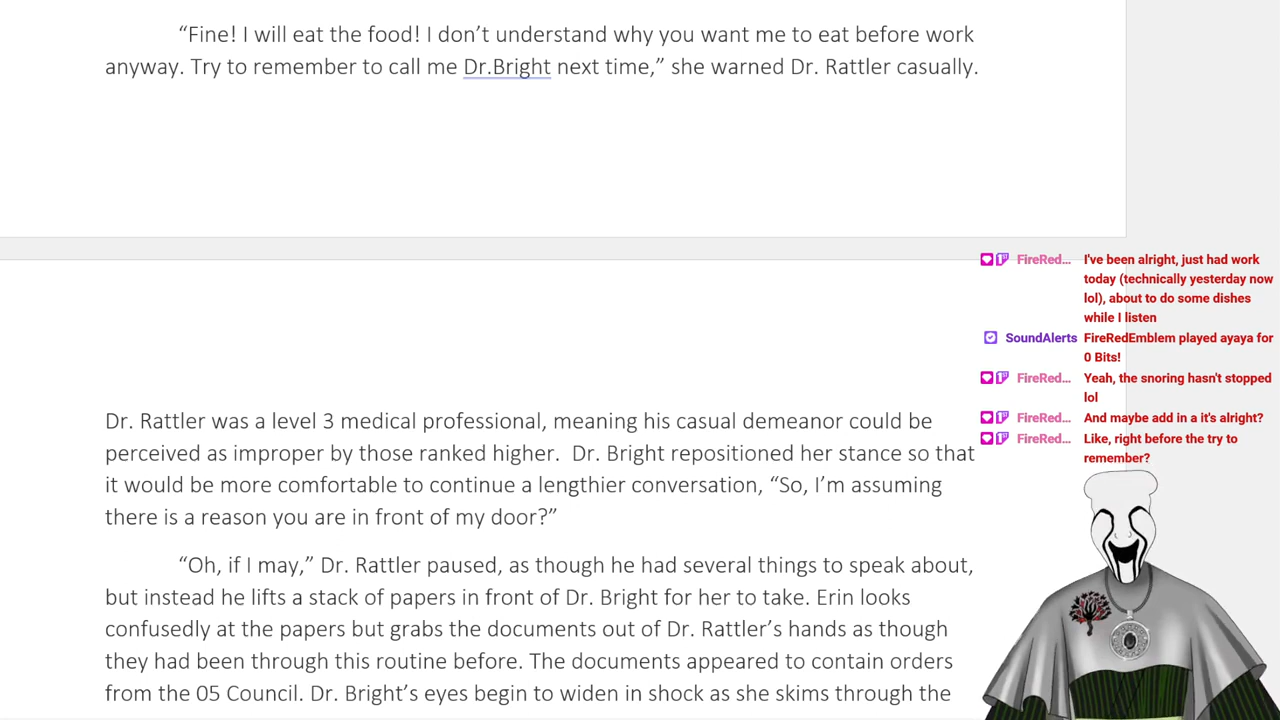 “Fine! I will eat the food! I don’t understand why you want me to eat before work
anyway. Try to remember to call me Dr.Bright next time,” she warned Dr. Rattler casually.
Dr. Rattler was a level 3 medical professional, meaning his casual demeanor could be
perceived as improper by those ranked higher.  Dr. Bright repositioned her stance so that
it would be more comfortable to continue a lengthier conversation, “So, I’m assuming
there is a reason you are in front of my door?”
“Oh, if I may,” Dr. Rattler paused, as though he had several things to speak about,
but instead he lifts a stack of papers in front of Dr. Bright for her to take. Erin looks
confusedly at the papers but grabs the documents out of Dr. Rattler’s hands as though
they had been through this routine before. The documents appeared to contain orders
from the 05 Council. Dr. Bright’s eyes begin to widen in shock as she skims through the
FireRed... I've been alright, just had work
today (technically yesterday now
lol), about to do some dishes
while I listen
SoundAlerts FireRedEmblem played ayaya for
0 Bits!
FireRed... Yeah, the snoring hasn't stopped
lol
FireRed... And maybe add in a it's alright?
FireRed... Like, right before the try to
remember?